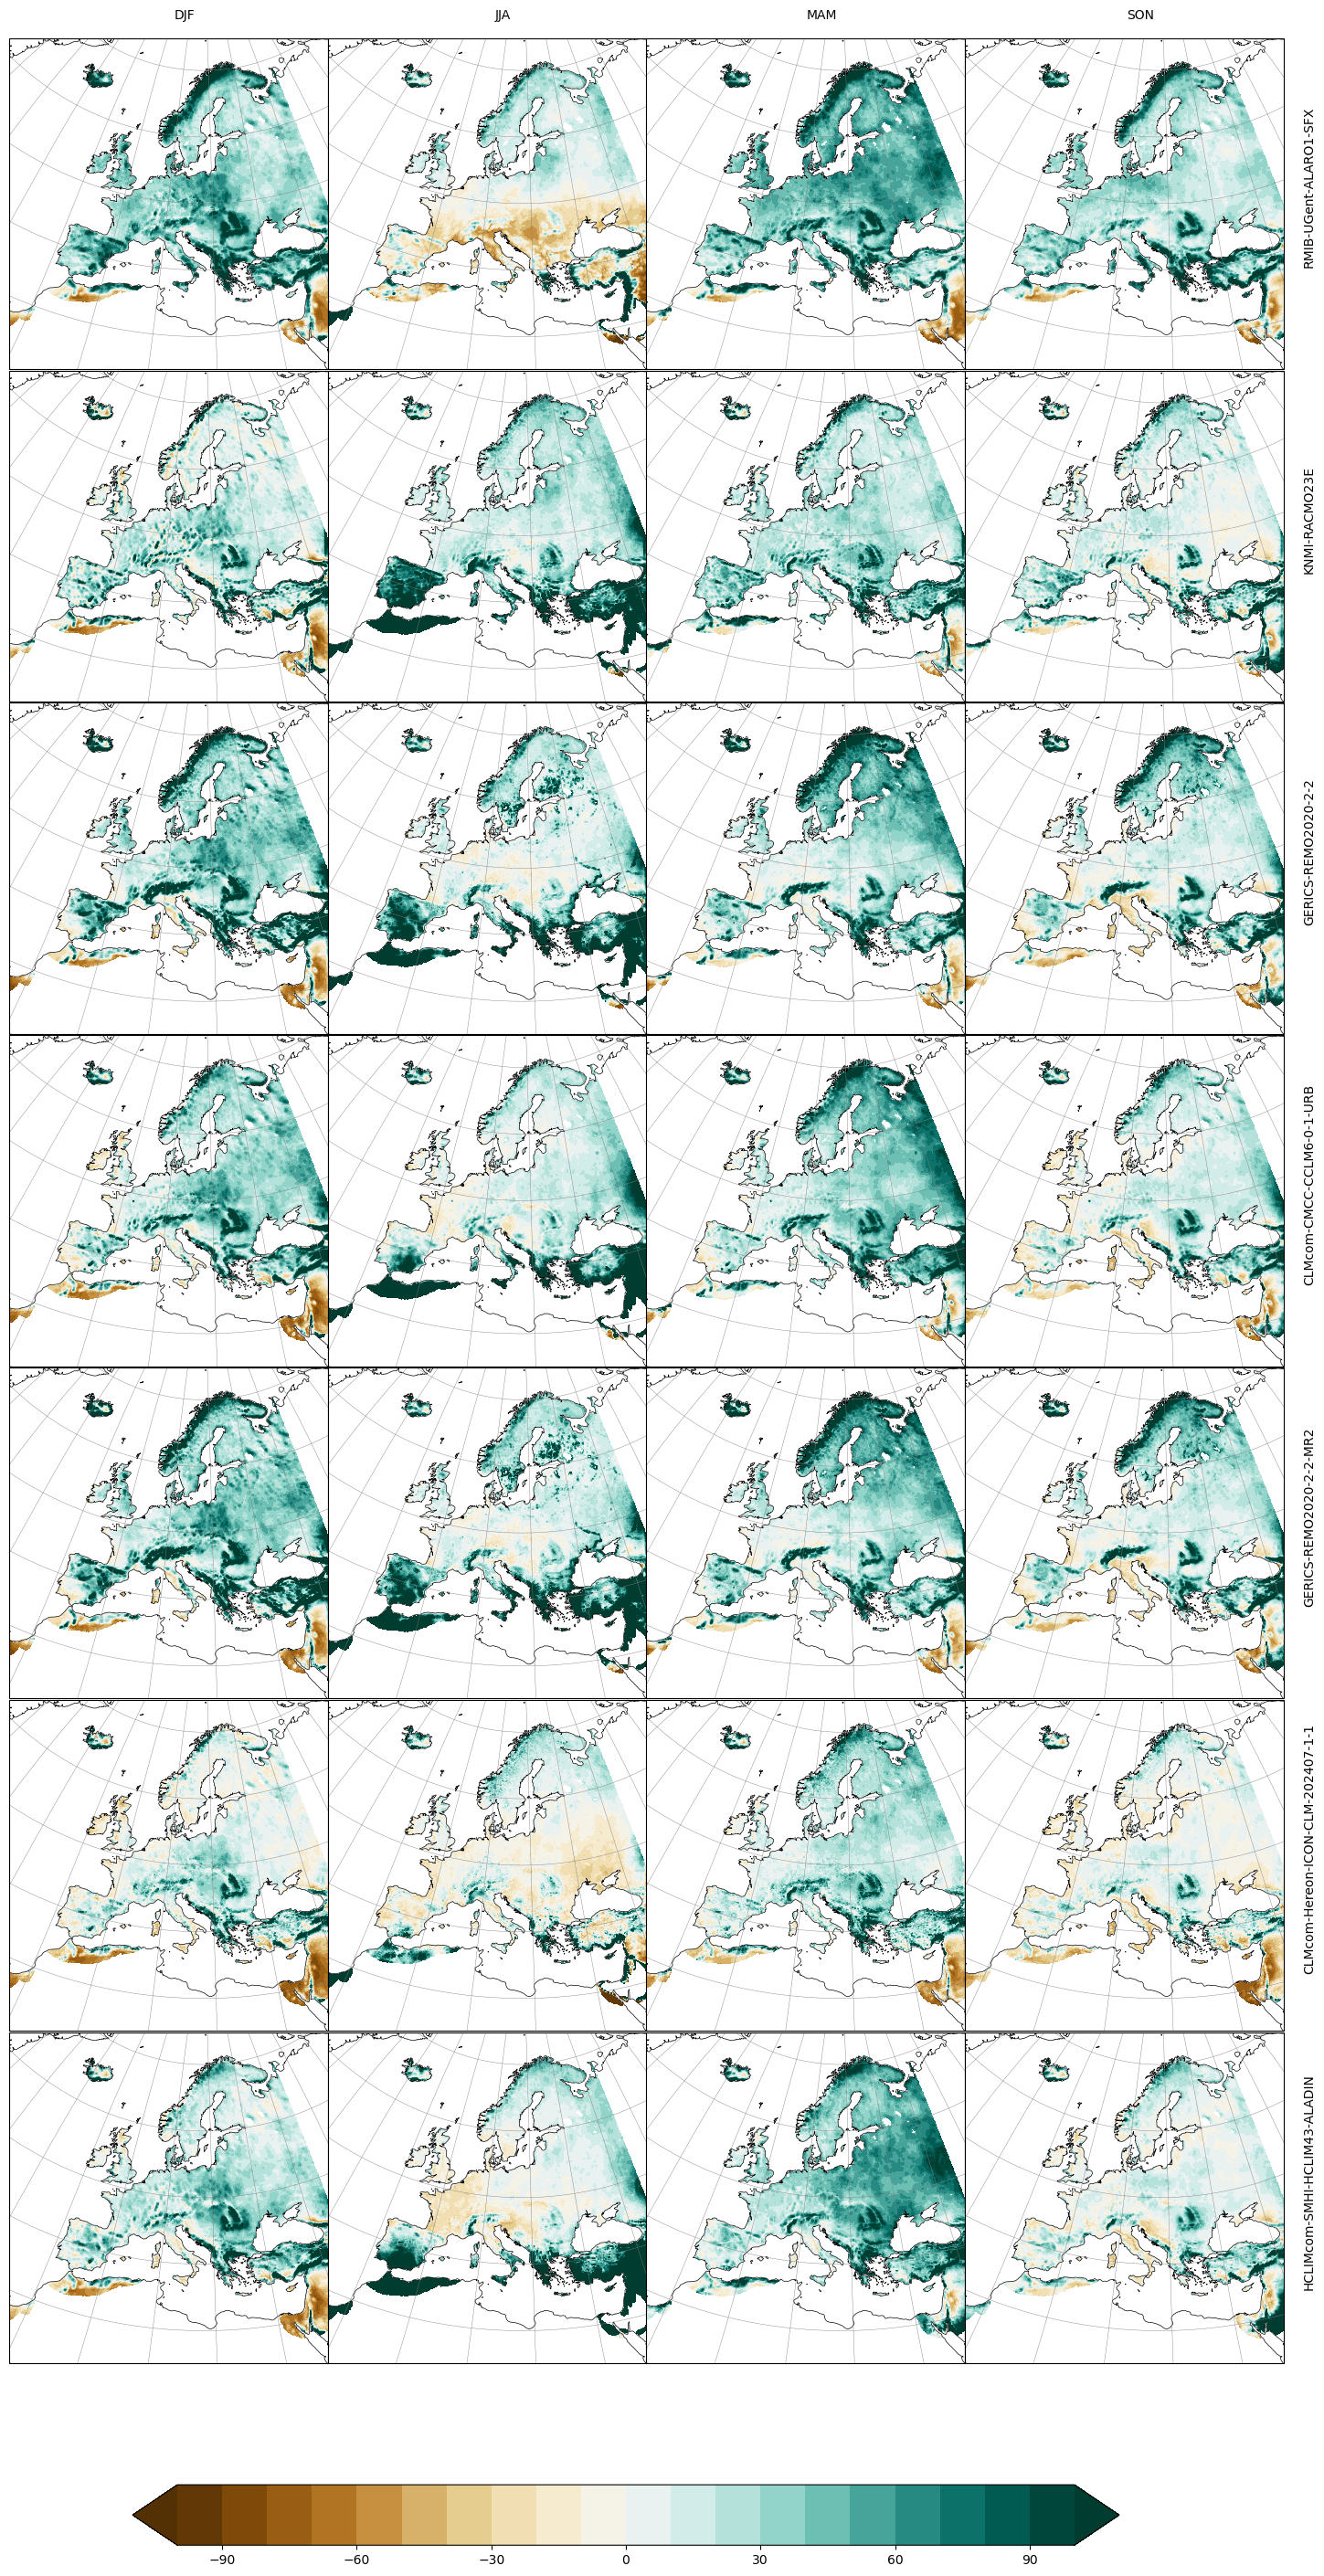 DJF JJA MAM SON
RMIB-UGent-ALARO1-SFX
KNMI-RACMO23E
GERICS-REMO2020-2-2
CLMcom-CMCC-CCLM6-0-1-URB
GERICS-REMO2020-2-2-MR2
CLMcom-Hereon-ICON-CLM-202407-1-1
HCLIMcom-SMHI-HCLIM43-ALADIN
−90 −60 −30 0 30 60 90